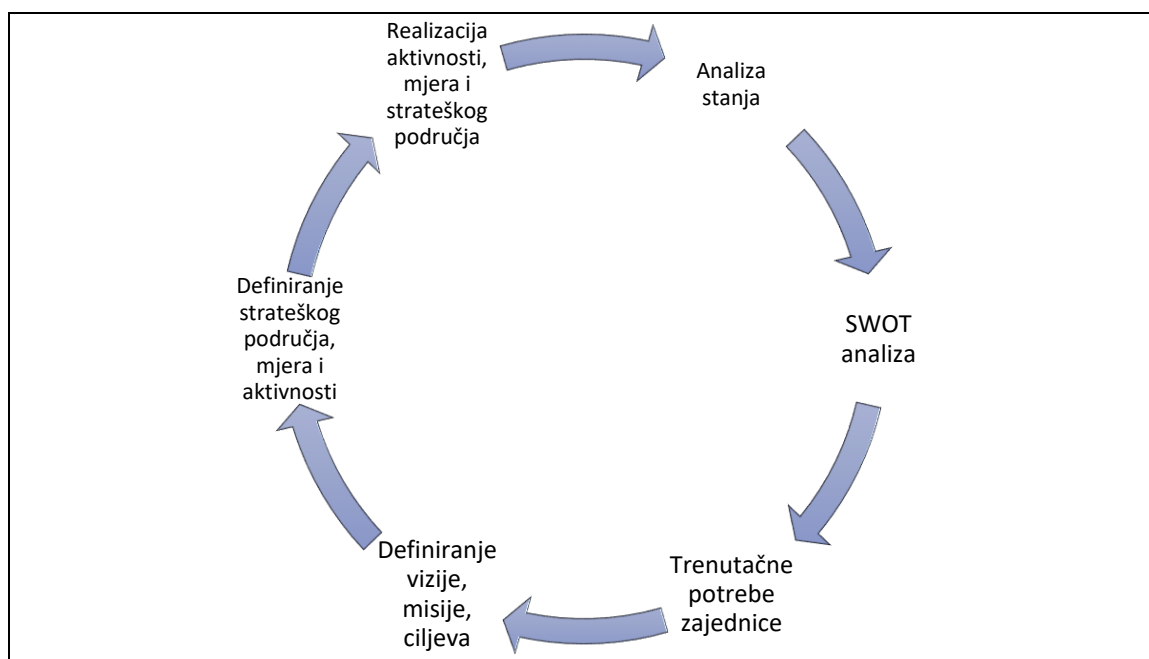 Realizacija
aktivnosti,
mjera i
strateškog
područja
Analiza
stanja
SWOT
analiza
Trenutačne
potrebe
zajednice
Definiranje
vizije,
misije,
ciljeva
Definiranje
strateškog
područja,
mjera i
aktivnosti